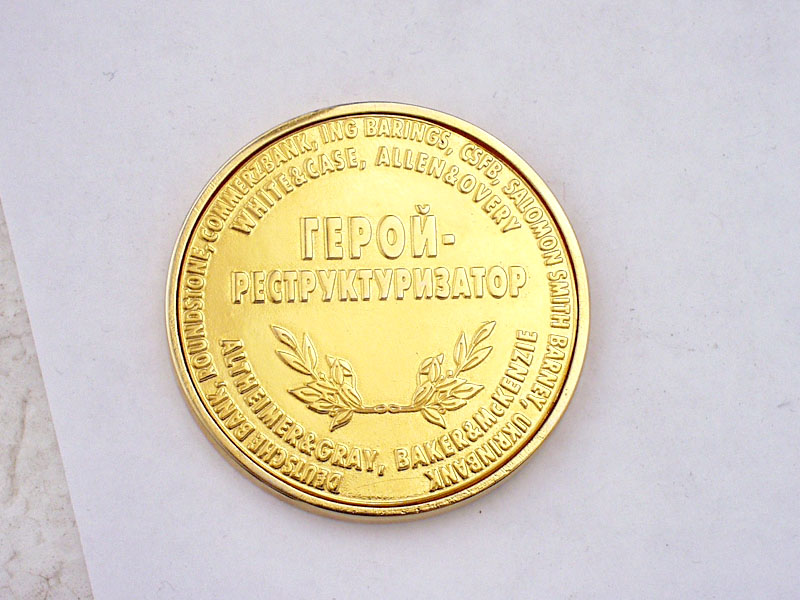 DEUTSCHE BANK, ROUNDSTONE, COMMERZBANK, ING BARINGS, CSFB, SALOMON SMITH BARNEY, UKRINBANK
WHITE&CASE, ALLEN&OVERY
ГЕРОЙ-
РЕСТРУКТУРИЗАТОР
ALTHEIMER&GRAY, BAKER&MCKENZIE